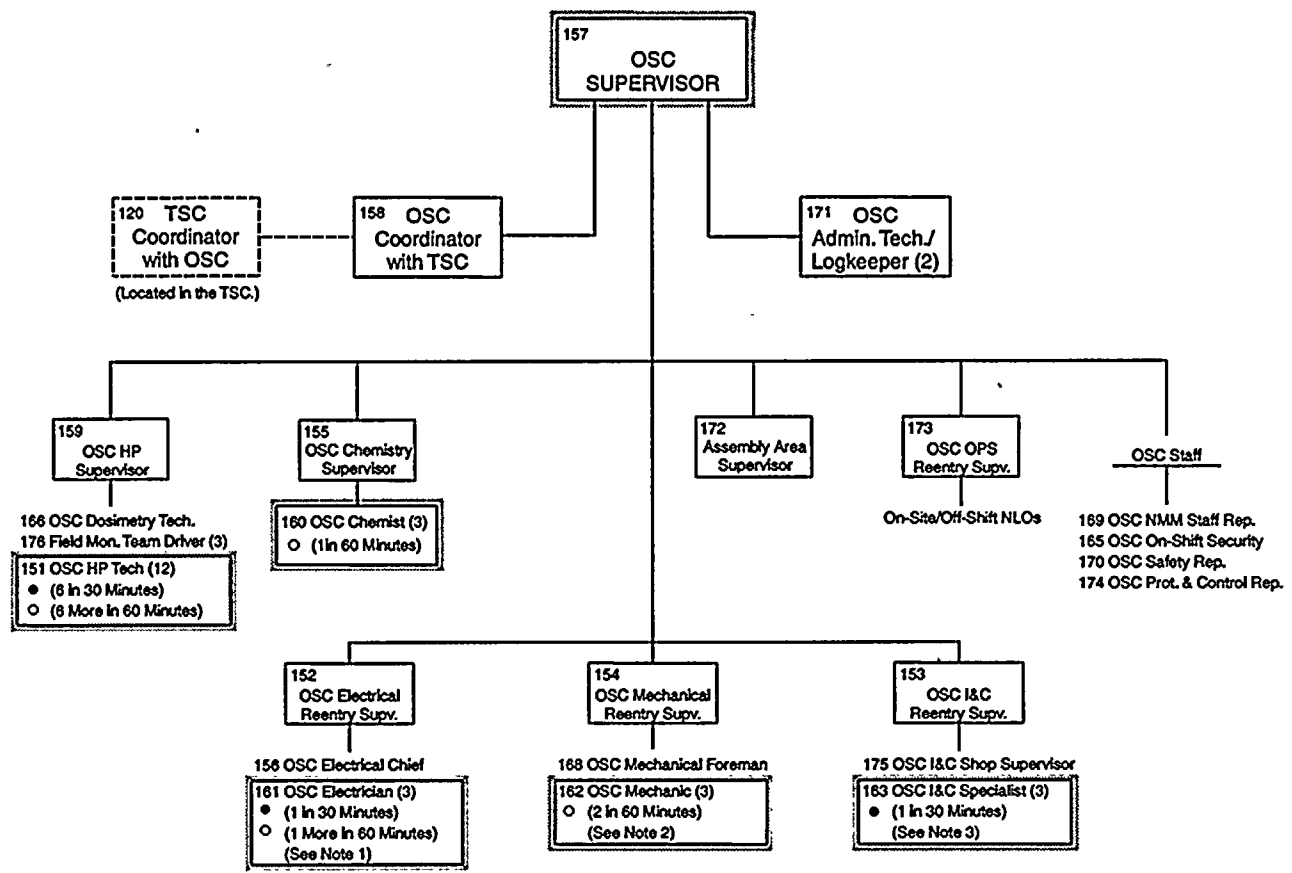 157
OSC
SUPERVISOR
120 TSC
Coordinator
with OSC
(Located in the TSC.)
158 OSC
Coordinator
with TSC
171 OSC
Admin. Tech./
Logkeeper (2)
159
OSC HP
Supervisor
166 OSC Dosimetry Tech.
176 Field Mon. Team Driver (3)
151 OSC HP Tech (12)
● (6 in 30 Minutes)
○ (6 More in 60 Minutes)
155
OSC Chemistry
Supervisor
160 OSC Chemist (3)
○ (1 in 60 Minutes)
172
Assembly Area
Supervisor
173
OSC OPS
Reentry Supv.
On-Site/Off-Shift NLOs
OSC Staff
169 OSC NMM Staff Rep.
165 OSC On-Shift Security
170 OSC Safety Rep.
174 OSC Prot. & Control Rep.
152
OSC Electrical
Reentry Supv.
156 OSC Electrical Chief
161 OSC Electrician (3)
● (1 in 30 Minutes)
○ (1 More in 60 Minutes)
(See Note 1)
154
OSC Mechanical
Reentry Supv.
168 OSC Mechanical Foreman
162 OSC Mechanic (3)
○ (2 in 60 Minutes)
(See Note 2)
153
OSC I&C
Reentry Supv.
175 OSC I&C Shop Supervisor
163 OSC I&C Specialist (3)
● (1 in 30 Minutes)
(See Note 3)